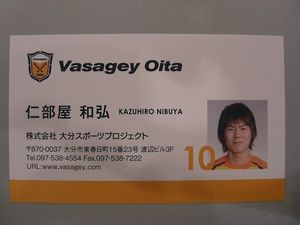 VASAGEY
Vasagey Oita
仁部屋 和弘 KAZUHIRO NIBUYA
株式会社 大分スポーツプロジェクト
〒870-0037 大分市東春日町15番23号 渡辺ビル3F
Tel.097-538-4554 Fax.097-538-7222
URL:www.vasagey.com
10